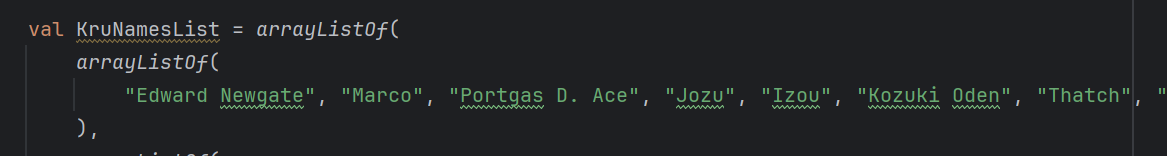 val KruNamesList = arrayListOf(
arrayListOf(
"Edward Newgate", "Marco", "Portgas D. Ace", "Jozu", "Izou", "Kozuki Oden", "Thatch", "
),